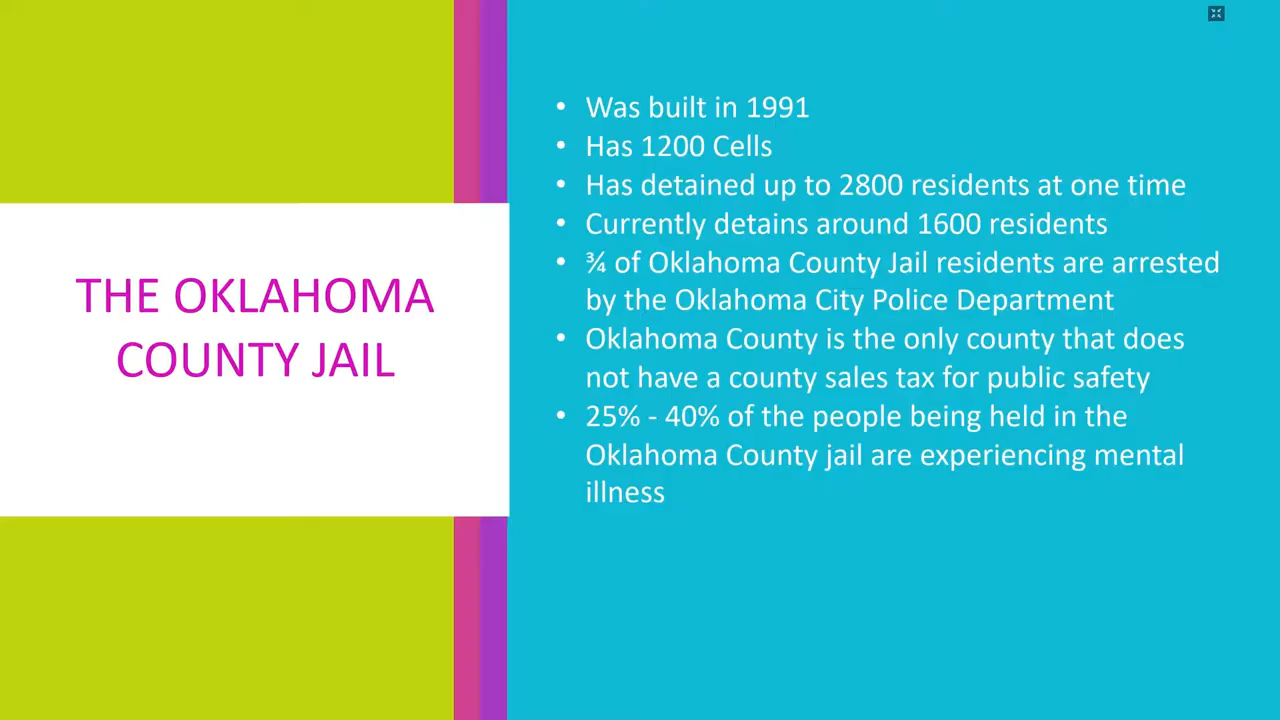 THE OKLAHOMA
COUNTY JAIL
• Was built in 1991
• Has 1200 Cells
• Has detained up to 2800 residents at one time
• Currently detains around 1600 residents
• ¾ of Oklahoma County Jail residents are arrested
by the Oklahoma City Police Department
• Oklahoma County is the only county that does
not have a county sales tax for public safety
• 25% - 40% of the people being held in the
Oklahoma County jail are experiencing mental
illness